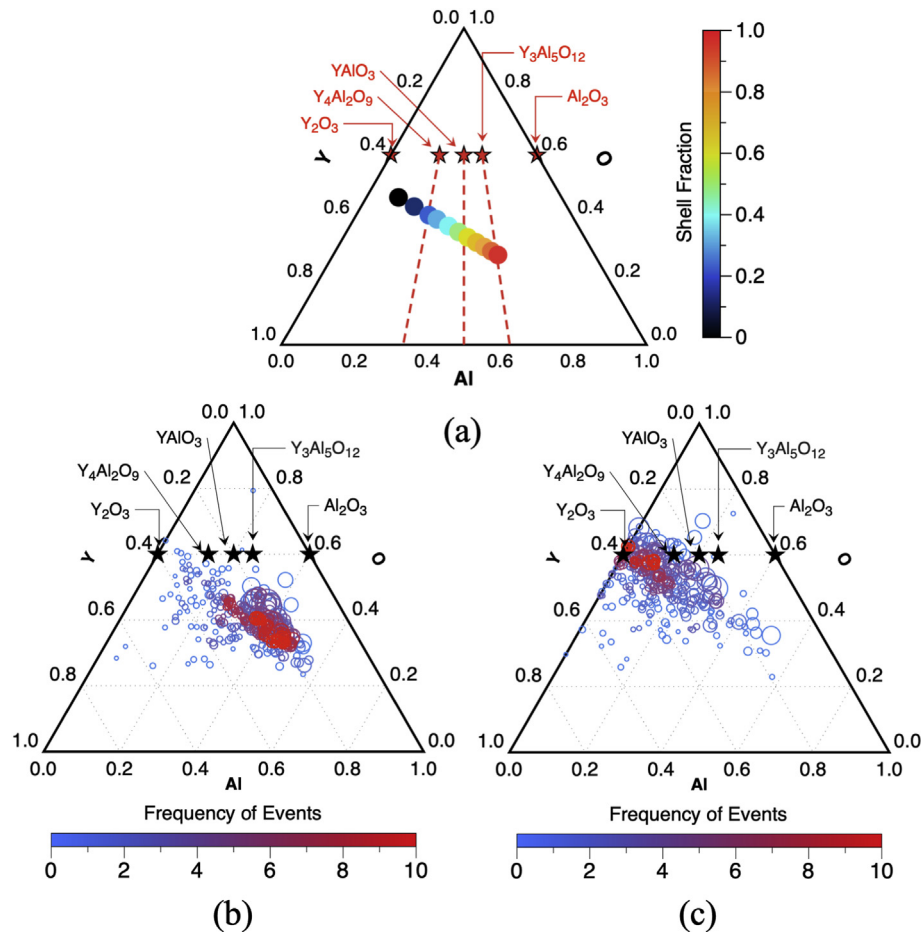 0.0 1.0
Y₃Al₅O₁₂
YAlO₃
0.2 0.8
Y₄Al₂O₉
Al₂O₃
Y₂O₃
0.4 0.6
Y O
0.6 0.4
0.8 0.2
1.0 0.0
0.0 0.2 0.4 0.6 0.8 1.0
Al
1.0
0.8
0.6
0.4
0.2
0
Shell Fraction
(a)
0.0 1.0
YAlO₃
Y₃Al₅O₁₂
Y₄Al₂O₉
0.2 0.8
Y₂O₃
Al₂O₃
0.4 0.6
Y O
0.6 0.4
0.8 0.2
1.0 0.0
0.0 0.2 0.4 0.6 0.8 1.0
Al
Frequency of Events
0 2 4 6 8 10
(b)
0.0 1.0
YAlO₃
Y₃Al₅O₁₂
Y₄Al₂O₉
0.2 0.8
Y₂O₃
Al₂O₃
0.4 0.6
Y O
0.6 0.4
0.8 0.2
1.0 0.0
0.0 0.2 0.4 0.6 0.8 1.0
Al
Frequency of Events
0 2 4 6 8 10
(c)